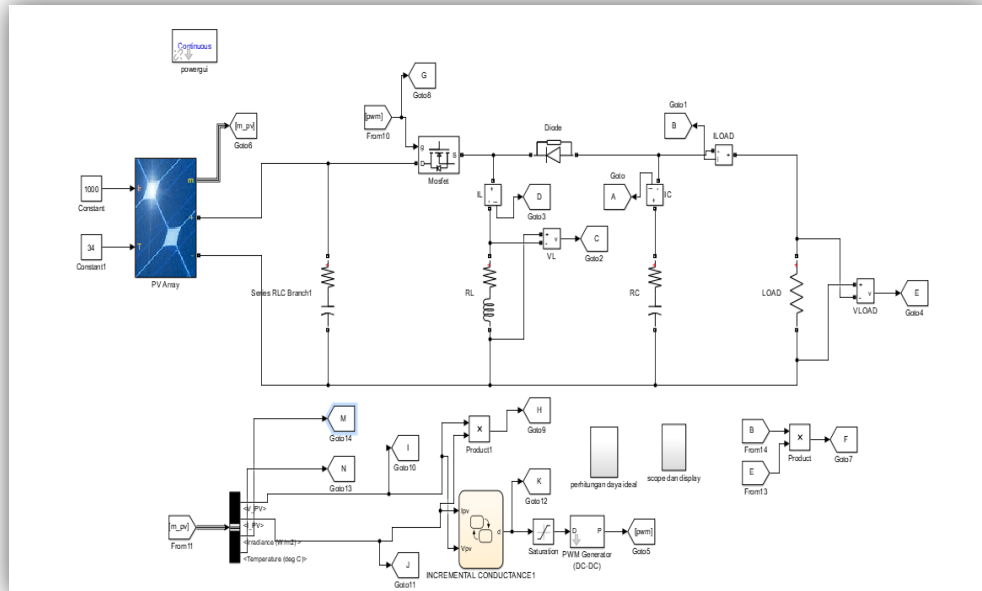 Continuous
powergui
G
Goto8
[pwm]
From10
[m_pv]
Goto6
1000
Constant
34
Constant1
m
+
-
T
PV Array
g
D
S
Mosfet
Diode
Goto1
B
ILOAD
IL
D
Goto3
Goto
A
IC
VL
v
C
Goto2
Series RLC Branch1
RL
RC
LOAD
v
VLOAD
E
Goto4
M
Goto14
N
Goto13
I
Goto10
×
Product1
H
Goto9
K
Goto12
perhitungan daya ideal
scope dan display
B
From14
E
From13
×
Product
F
Goto7
[m_pv]
From11
<V_PV>
<I_PV>
<Irradiance (W/m2)>
<Temperature (deg C)>
J
Goto11
Ipv
Vpv
d
INCREMENTAL CONDUCTANCE1
Saturation
D
P
PWM Generator
(DC-DC)
[pwm]
Goto5